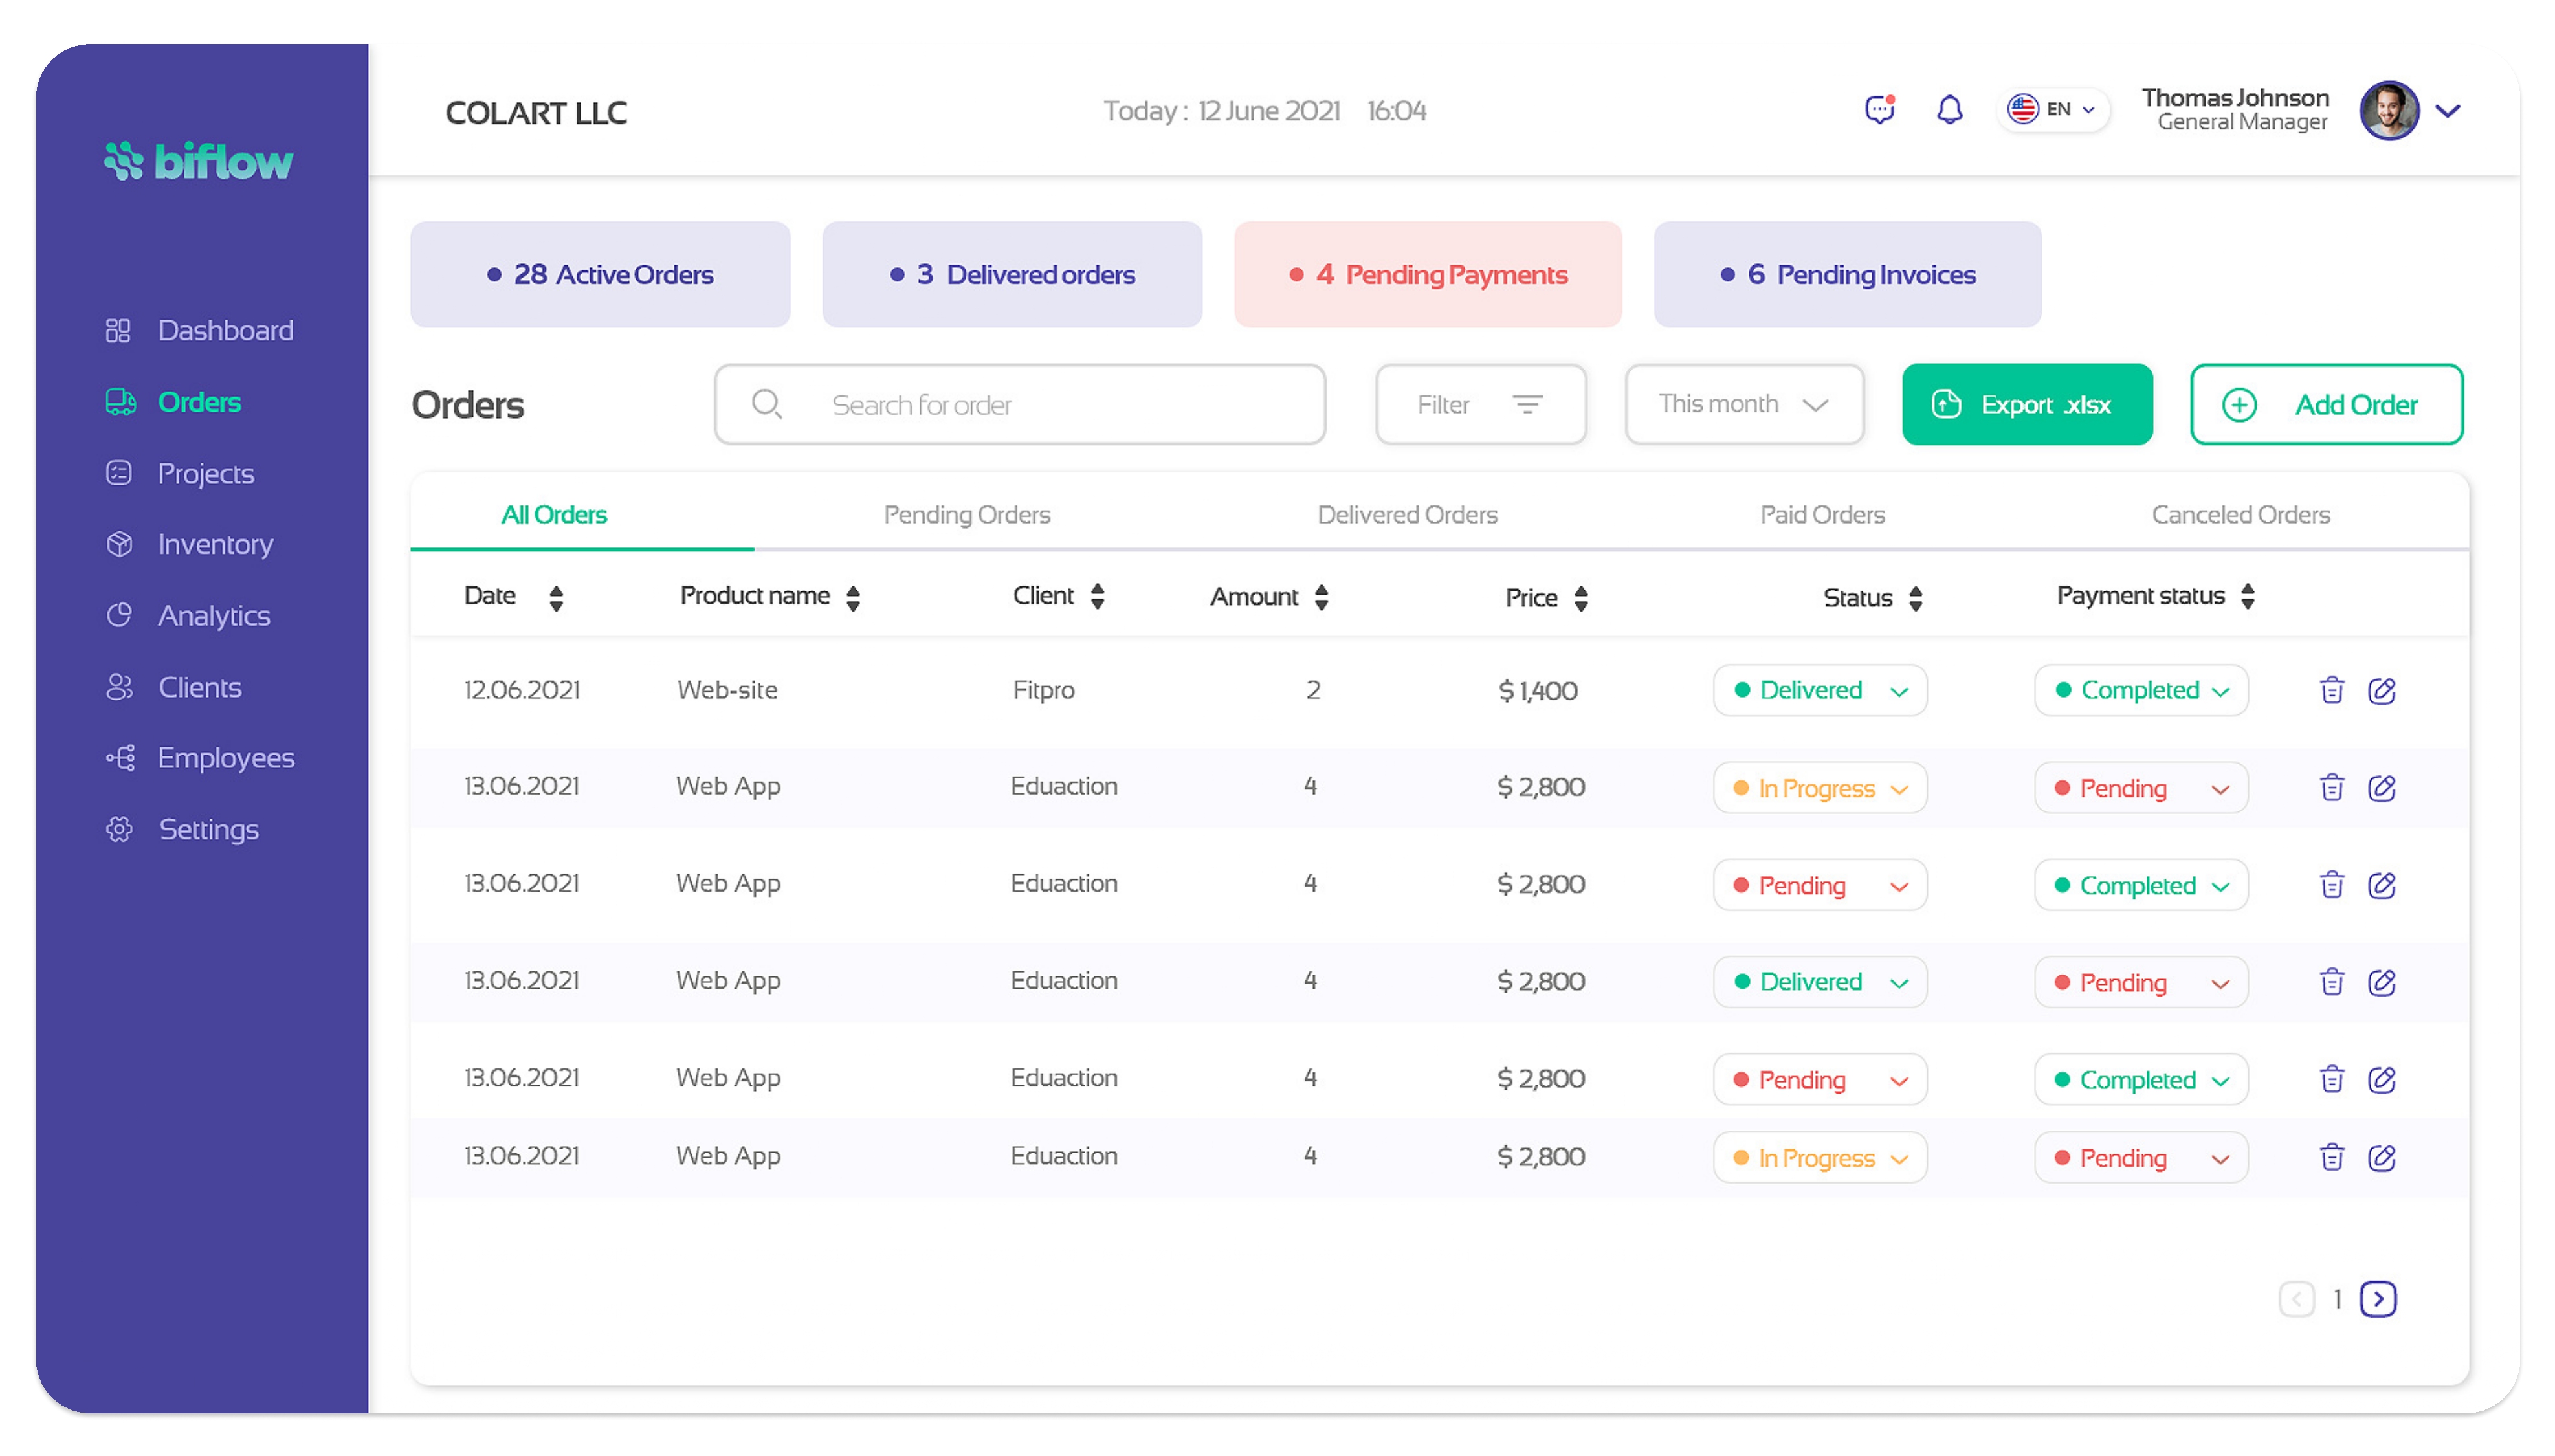 COLART LLC
Today : 12 June 2021 16:04
EN
Thomas Johnson
General Manager
biflow
Dashboard
Orders
Projects
Inventory
Analytics
Clients
Employees
Settings
28 Active Orders
3 Delivered orders
4 Pending Payments
6 Pending Invoices
Orders
Search for order
Filter
This month
Export .xlsx
Add Order
All Orders
Pending Orders
Delivered Orders
Paid Orders
Canceled Orders
Date Product name Client Amount Price Status Payment status
12.06.2021 Web-site Fitpro 2 $ 1,400 Delivered Completed
13.06.2021 Web App Eduaction 4 $ 2,800 In Progress Pending
13.06.2021 Web App Eduaction 4 $ 2,800 Pending Completed
13.06.2021 Web App Eduaction 4 $ 2,800 Delivered Pending
13.06.2021 Web App Eduaction 4 $ 2,800 Pending Completed
13.06.2021 Web App Eduaction 4 $ 2,800 In Progress Pending
1